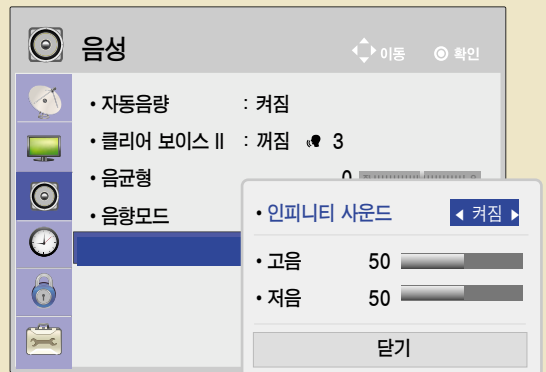 음성
이동 확인
• 자동음량 : 켜짐
• 클리어 보이스 II : 꺼짐 3
• 음균형 0
• 음향모드
• 인피니티 사운드 ◀ 켜짐 ▶
• 고음 50
• 저음 50
닫기